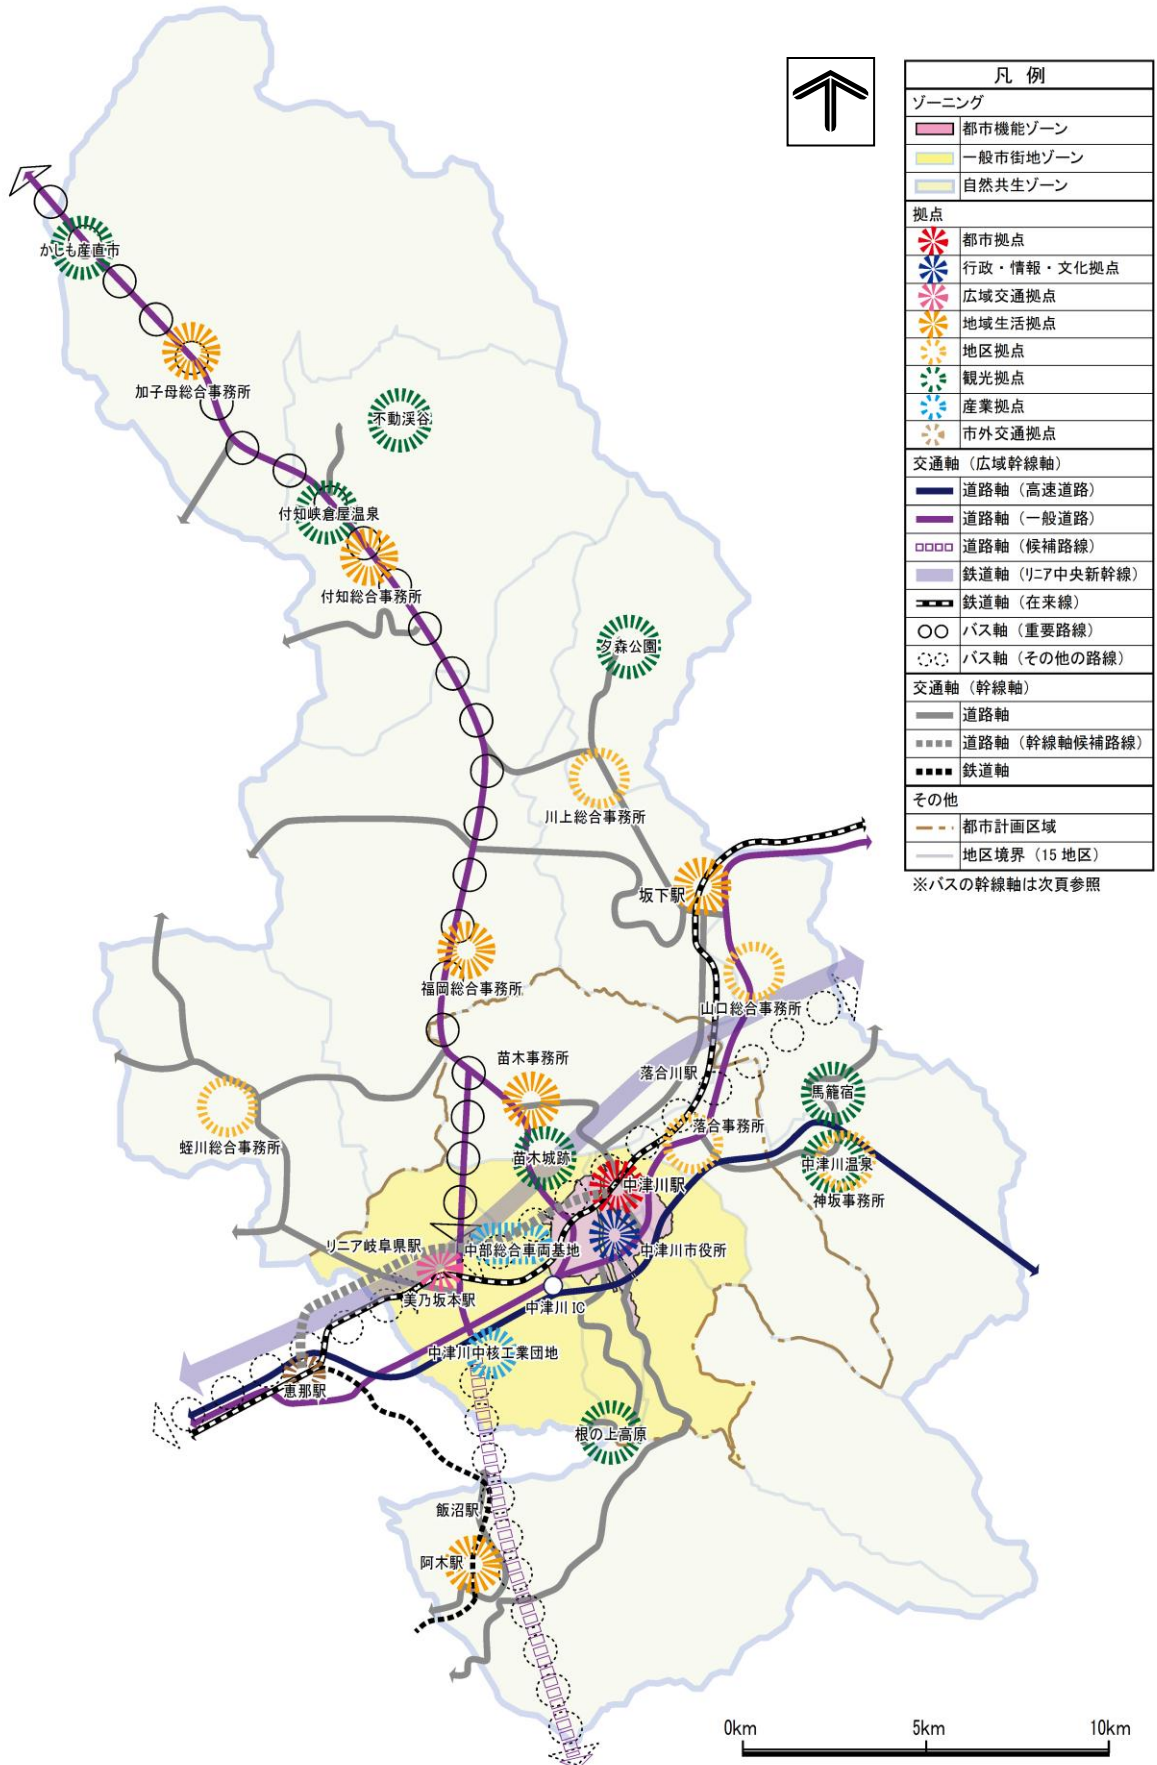 凡 例
ゾーニング
都市機能ゾーン
一般市街地ゾーン
自然共生ゾーン
拠点
都市拠点
行政・情報・文化拠点
広域交通拠点
地域生活拠点
地区拠点
観光拠点
産業拠点
市外交通拠点
交通軸（広域幹線軸）
道路軸（高速道路）
道路軸（一般道路）
道路軸（候補路線）
鉄道軸（リニア中央新幹線）
鉄道軸（在来線）
バス軸（重要路線）
バス軸（その他の路線）
交通軸（幹線軸）
道路軸
道路軸（幹線軸候補路線）
鉄道軸
その他
都市計画区域
地区境界（15 地区）
※バスの幹線軸は次頁参照
かしも産直市
加子母総合事務所
不動渓谷
付知峡倉屋温泉
付知総合事務所
夕森公園
川上総合事務所
坂下駅
福岡総合事務所
山口総合事務所
苗木事務所
落合川駅
馬籠宿
蛭川総合事務所
落合事務所
苗木城跡
中津川温泉
中津川駅
神坂事務所
リニア岐阜県駅
中部総合車両基地
中津川市役所
美乃坂本駅
中津川 IC
中津川中核工業団地
恵那駅
根の上高原
飯沼駅
阿木駅
0km
5km
10km